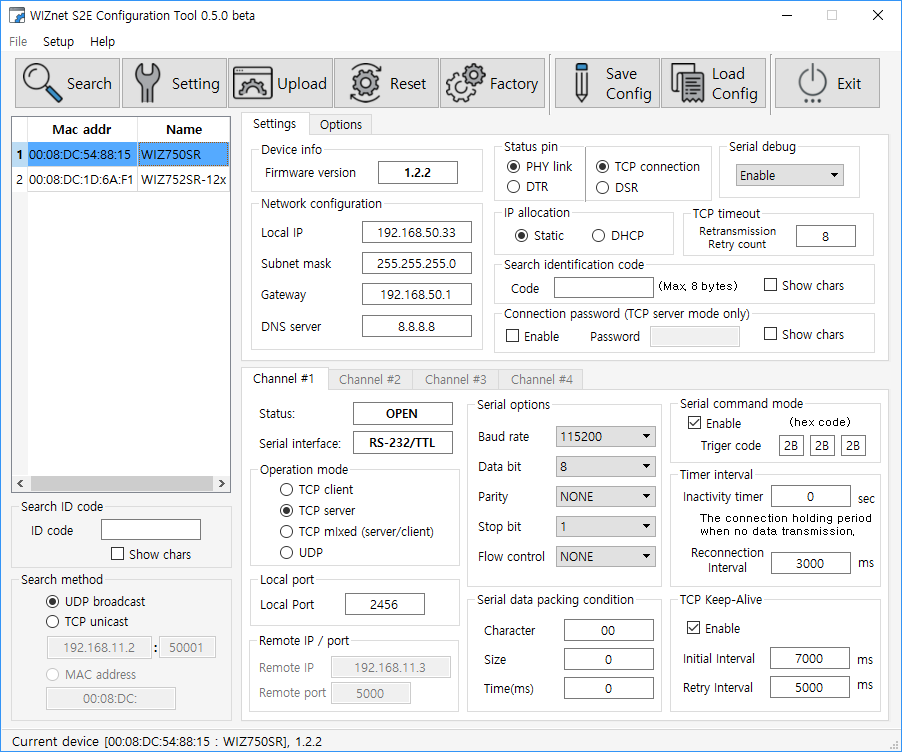 WIZnet S2E Configuration Tool 0.5.0 beta
File Setup Help
Search
Setting
Upload
Reset
Factory
Save
Config
Load
Config
Exit
Mac addr Name
1 00:08:DC:54:88:15 WIZ750SR
2 00:08:DC:1D:6A:F1 WIZ752SR-12x
Search ID code
ID code
Show chars
Search method
UDP broadcast
TCP unicast
192.168.11.2 : 50001
MAC address
00:08:DC:
Settings Options
Device info
Firmware version 1.2.2
Network configuration
Local IP 192.168.50.33
Subnet mask 255.255.255.0
Gateway 192.168.50.1
DNS server 8.8.8.8
Status pin
PHY link TCP connection
DTR DSR
Serial debug
Enable
IP allocation
Static DHCP
TCP timeout
Retransmission
Retry count
8
Search identification code
Code (Max. 8 bytes) Show chars
Connection password (TCP server mode only)
Enable Password Show chars
Channel #1 Channel #2 Channel #3 Channel #4
Status: OPEN
Serial interface: RS-232/TTL
Operation mode
TCP client
TCP server
TCP mIxed (server/client)
UDP
Local port
Local Port 2456
Remote IP / port
Remote IP 192.168.11.3
Remote port 5000
Serial options
Baud rate 115200
Data bit 8
Parity NONE
Stop bit 1
Flow control NONE
Serial data packing condition
Character 00
Size 0
Time(ms) 0
Serial command mode
Enable (hex code)
Triger code 2B 2B 2B
Timer interval
Inactivity timer 0 sec
The connection holding period
when no data transmission.
Reconnection
Interval
3000 ms
TCP Keep-Alive
Enable
Initial Interval 7000 ms
Retry Interval 5000 ms
Current device [00:08:DC:54:88:15 : WIZ750SR], 1.2.2